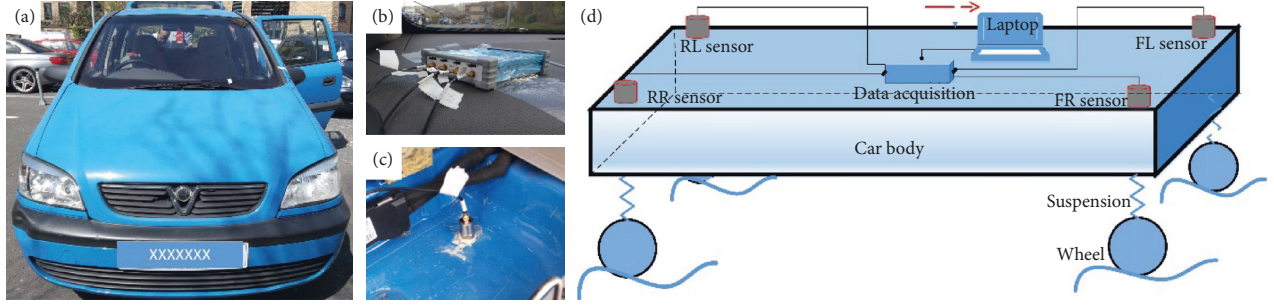 (a)
XXXXXXX
(b)
(c)
(d)
Laptop
RL sensor
FL sensor
RR sensor
Data acquisition
FR sensor
Car body
Suspension
Wheel